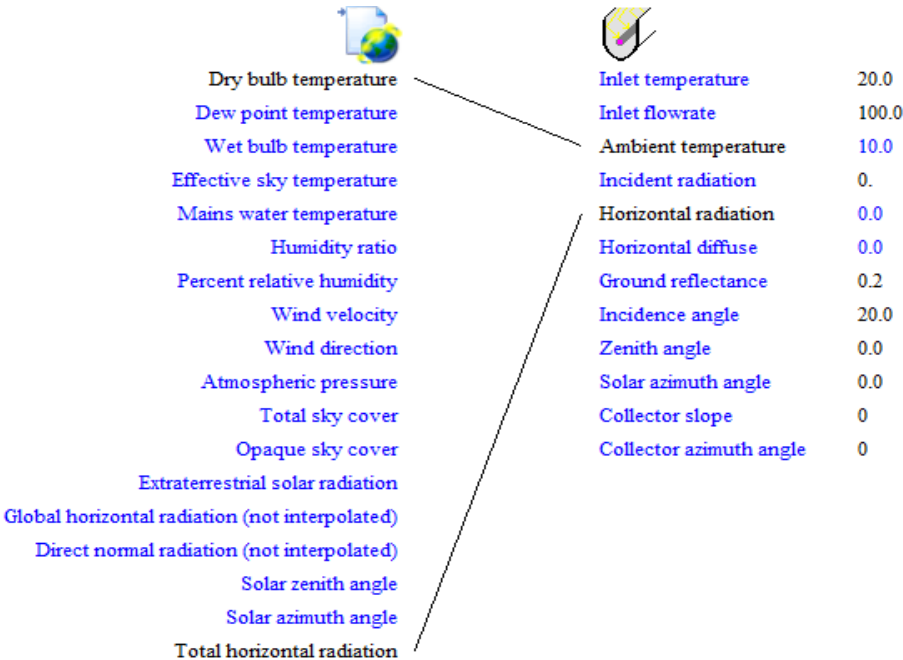 Dry bulb temperature Inlet temperature 20.0
Dew point temperature Inlet flowrate 100.0
Wet bulb temperature Ambient temperature 10.0
Effective sky temperature Incident radiation 0.
Mains water temperature Horizontal radiation 0.0
Humidity ratio Horizontal diffuse 0.0
Percent relative humidity Ground reflectance 0.2
Wind velocity Incidence angle 20.0
Wind direction Zenith angle 0.0
Atmospheric pressure Solar azimuth angle 0.0
Total sky cover Collector slope 0
Opaque sky cover Collector azimuth angle 0
Extraterrestrial solar radiation
Global horizontal radiation (not interpolated)
Direct normal radiation (not interpolated)
Solar zenith angle
Solar azimuth angle
Total horizontal radiation